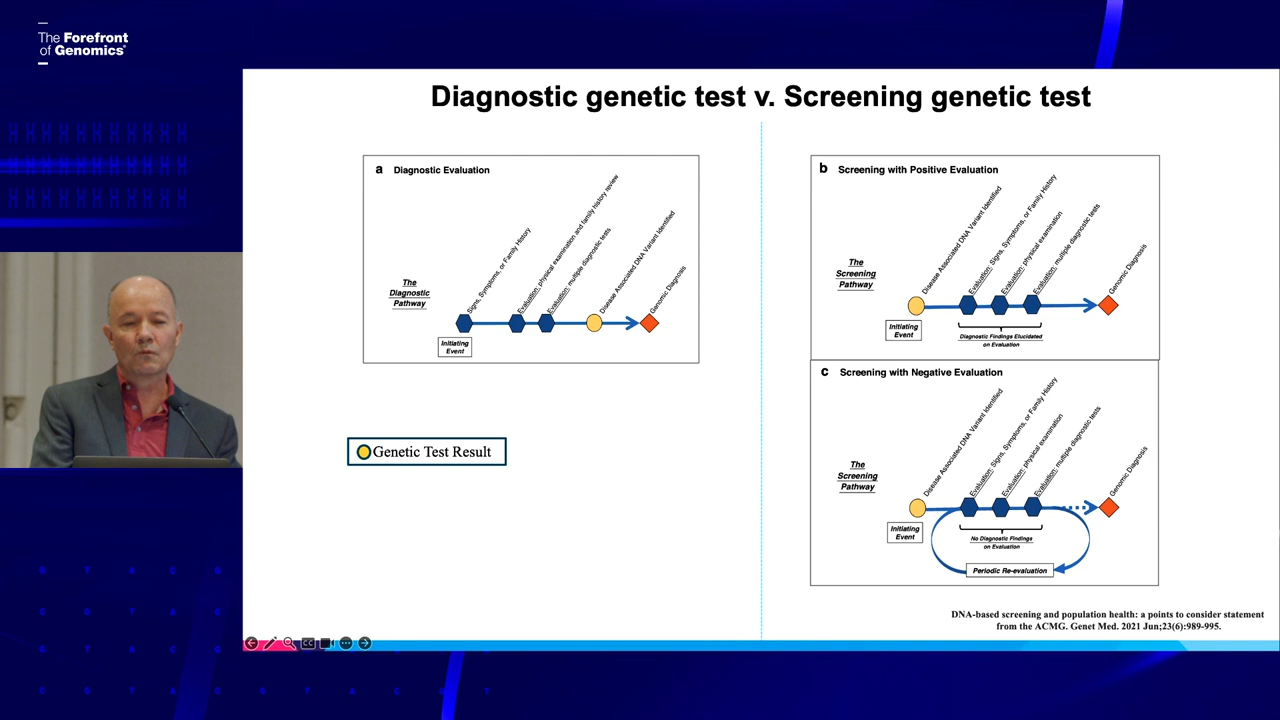 The Forefront
of Genomics®
Diagnostic genetic test v. Screening genetic test
a Diagnostic Evaluation
Signs, Symptoms, or Family History
Evaluation: physical examination and family history review
Evaluation: multiple diagnostic tests
Disease Associated DNA Variant Identified
Genomic Diagnosis
The
Diagnostic
Pathway
Initiating
Event
Genetic Test Result
b Screening with Positive Evaluation
Disease Associated DNA Variant Identified
Evaluation: Signs, Symptoms, or Family History
Evaluation: physical examination
Evaluation: multiple diagnostic tests
Genomic Diagnosis
The
Screening
Pathway
Initiating
Event
Diagnostic Findings Elucidated
on Evaluation
c Screening with Negative Evaluation
Disease Associated DNA Variant Identified
Evaluation: Signs, Symptoms, or Family History
Evaluation: physical examination
Evaluation: multiple diagnostic tests
Genomic Diagnosis
The
Screening
Pathway
Initiating
Event
No Diagnostic Findings
on Evaluation
Periodic Re-evaluation
DNA-based screening and population health: a points to consider statement
from the ACMG. Genet Med. 2021 Jun;23(6):989-995.